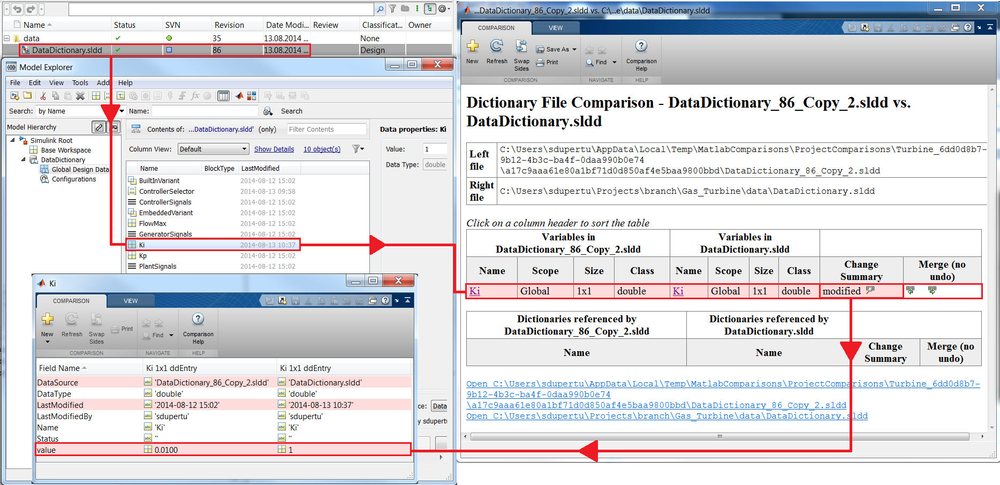 Name Status SVN Revision Date Modi... Review Classificat... Owner
data 35 13.08.2014 ... None
DataDictionary.sldd 86 13.08.2014 ... Design
Model Explorer
File Edit View Tools Add Help
Search: by Name Name: Search
Model Hierarchy
Simulink Root
Base Workspace
DataDictionary
Global Design Data
Configurations
Contents of: ...DataDictionary.sldd' (only) Filter Contents
Column View: Default Show Details 10 object(s)
Name BlockType LastModified
BuiltInVariant 2014-08-12 15:02
ControllerSelector 2014-08-13 09:58
ControllerSignals 2014-08-12 15:02
EmbeddedVariant 2014-08-12 15:02
FlowMax 2014-08-12 15:02
GeneratorSignals 2014-08-12 15:02
Ki 2014-08-13 10:37
Kp 2014-08-12 15:02
PlantSignals 2014-08-12 15:02
Data properties: Ki
Value: 1
Data Type: double
ce: Data
y sdupertu
Ki
COMPARISON VIEW
New Refresh Swap Sides Print Find Comparison Help
COMPARISON NAVIGATE HELP
Field Name Ki 1x1 ddEntry Ki 1x1 ddEntry
DataSource 'DataDictionary_86_Copy_2.sldd' 'DataDictionary.sldd'
DataType 'double' 'double'
LastModified '2014-08-12 15:02' '2014-08-13 10:37'
LastModifiedBy 'sdupertu' 'sdupertu'
Name 'Ki' 'Ki'
Status '' ''
value 0.0100 1
...DataDictionary_86_Copy_2.sldd vs. C:\...e\data\DataDictionary.sldd
COMPARISON VIEW
New Refresh Swap Sides Save As Print Find Comparison Help
COMPARISON NAVIGATE HELP
Dictionary File Comparison - DataDictionary_86_Copy_2.sldd vs.
DataDictionary.sldd
Left file C:\Users\sdupertu\AppData\Local\Temp\MatlabComparisons\ProjectComparisons\Turbine_6dd0d8b7-
9b12-4b3c-ba4f-0daa990b0e74
\a17c9aaa61e80a1bf71d0d850af4e5baa9800bbd\DataDictionary_86_Copy_2.sldd
Right file C:\Users\sdupertu\Projects\branch\Gas_Turbine\data\DataDictionary.sldd
Click on a column header to sort the table
Variables in DataDictionary_86_Copy_2.sldd Variables in DataDictionary.sldd
Name Scope Size Class Name Scope Size Class Change Summary Merge (no undo)
Ki Global 1x1 double Ki Global 1x1 double modified
Dictionaries referenced by DataDictionary_86_Copy_2.sldd Dictionaries referenced by DataDictionary.sldd
Name Name Change Summary Merge (no undo)
Open C:\Users\sdupertu\AppData\Local\Temp\MatlabComparisons\ProjectComparisons\Turbine_6dd0d8b7-
9b12-4b3c-ba4f-0daa990b0e74
\a17c9aaa61e80a1bf71d0d850af4e5baa9800bbd\DataDictionary_86_Copy_2.sldd
Open C:\Users\sdupertu\Projects\branch\Gas_Turbine\data\DataDictionary.sldd